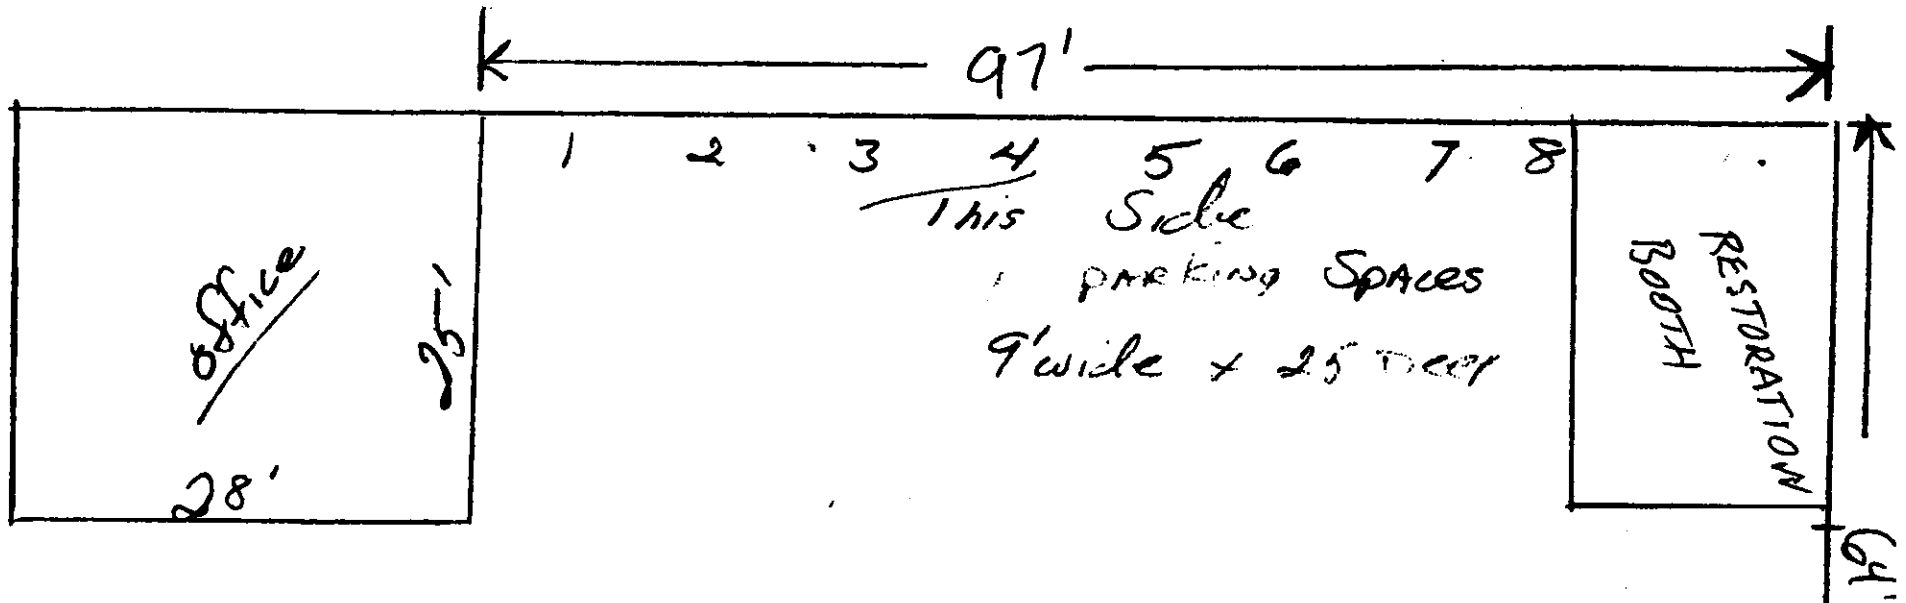 97'
1 2 3 4 5 6 7 8
This Side
PARKING SPACES
9' wide x 25 Deep
office
25'
28'
RESTORATION
BOOTH
64'